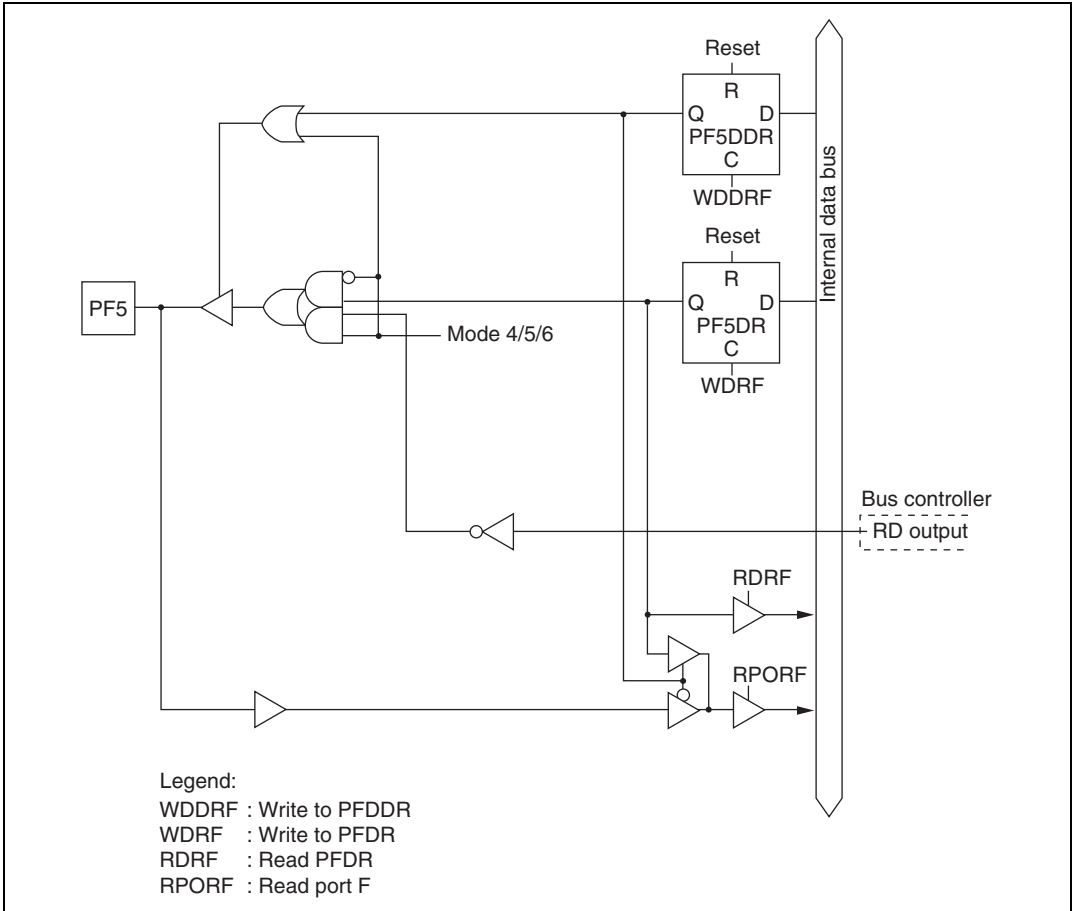 Reset
R
Q D
PF5DDR
C
WDDRF
Internal data bus
Reset
R
Q D
PF5DR
C
WDRF
PF5
Mode 4/5/6
Bus controller
RD output
RDRF
RPORF
Legend:
WDDRF : Write to PFDDR
WDRF : Write to PFDR
RDRF : Read PFDR
RPORF : Read port F